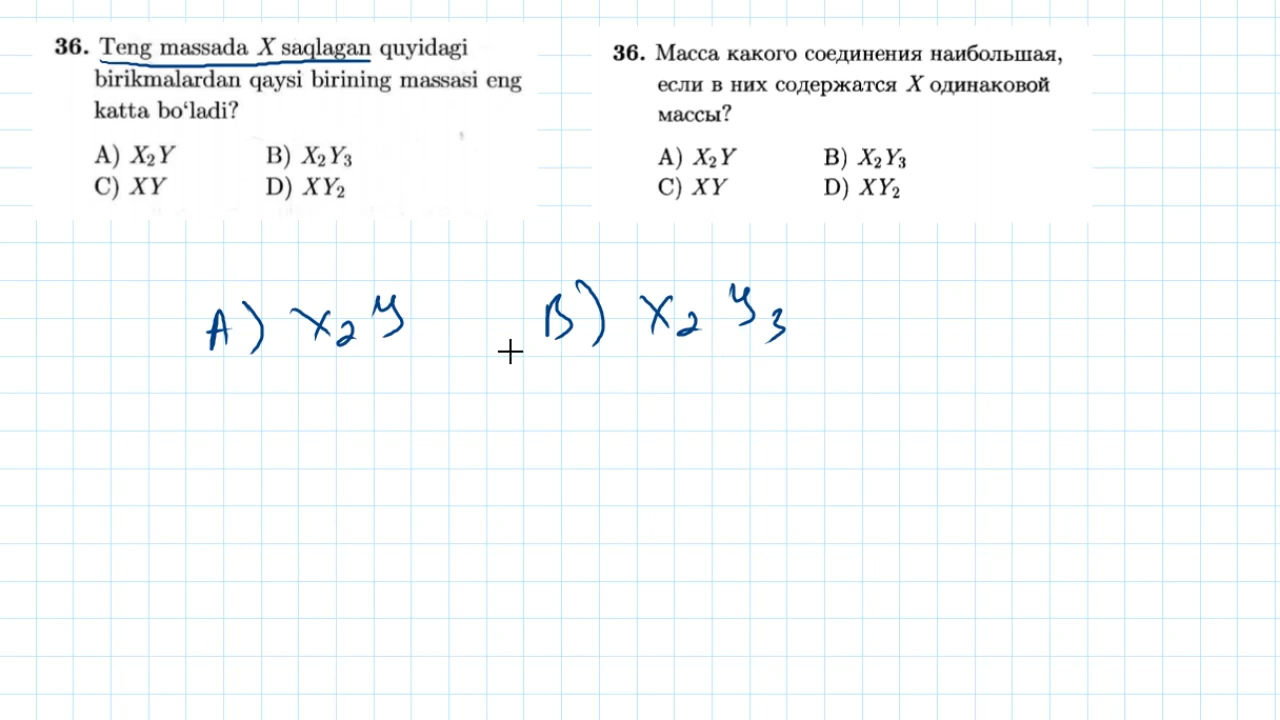 36. Teng massada X saqlagan quyidagi
birikmalardan qaysi birining massasi eng
katta bo‘ladi?
A) X₂Y B) X₂Y₃
C) XY D) XY₂
36. Масса какого соединения наибольшая,
если в них содержатся X одинаковой
массы?
A) X₂Y B) X₂Y₃
C) XY D) XY₂
A) X₂Y B) X₂Y₃